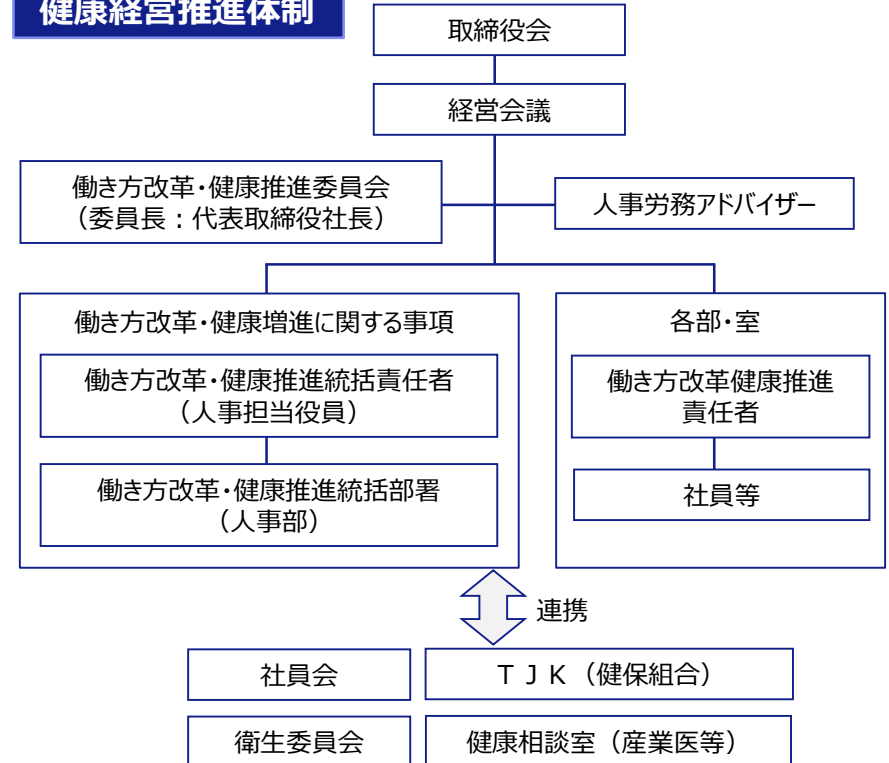 健康経営推進体制
取締役会
経営会議
働き方改革・健康推進委員会
（委員長：代表取締役社長）
人事労務アドバイザー
働き方改革・健康増進に関する事項
働き方改革・健康推進統括責任者
（人事担当役員）
働き方改革・健康推進統括部署
（人事部）
各部・室
働き方改革健康推進
責任者
社員等
連携
社員会
ＴＪＫ（健保組合）
衛生委員会
健康相談室（産業医等）